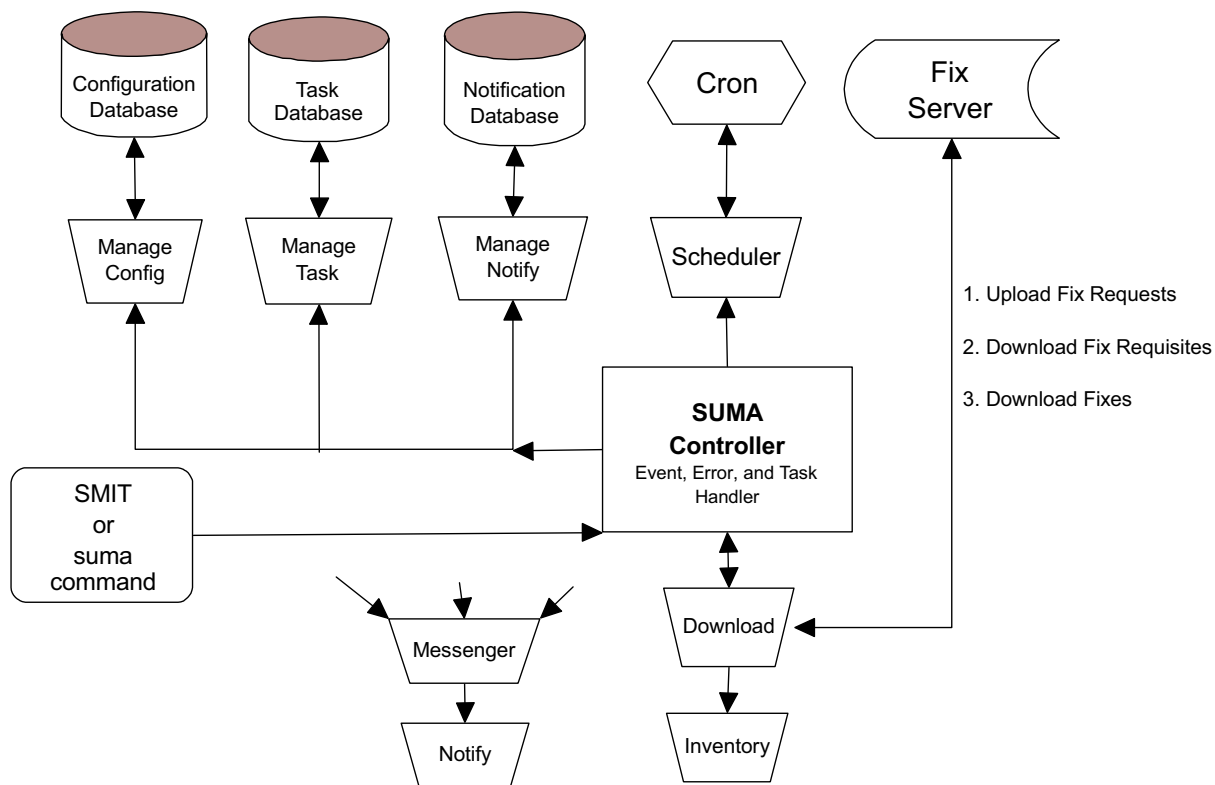 Configuration
Database
Task
Database
Notification
Database
Cron
Fix
Server
Manage
Config
Manage
Task
Manage
Notify
Scheduler
1. Upload Fix Requests
2. Download Fix Requisites
3. Download Fixes
SUMA
Controller
Event, Error, and Task
Handler
SMIT
or
suma
command
Messenger
Download
Notify
Inventory